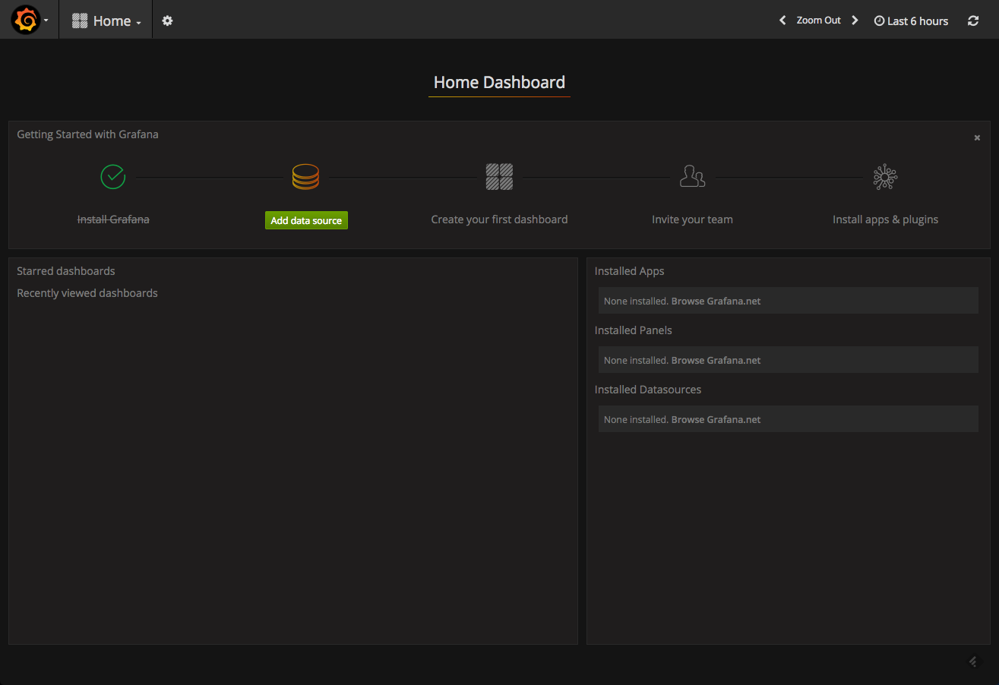 Home
Zoom Out
Last 6 hours
Home Dashboard
Getting Started with Grafana
Install Grafana
Add data source
Create your first dashboard
Invite your team
Install apps & plugins
Starred dashboards
Recently viewed dashboards
Installed Apps
None installed. Browse Grafana.net
Installed Panels
None installed. Browse Grafana.net
Installed Datasources
None installed. Browse Grafana.net